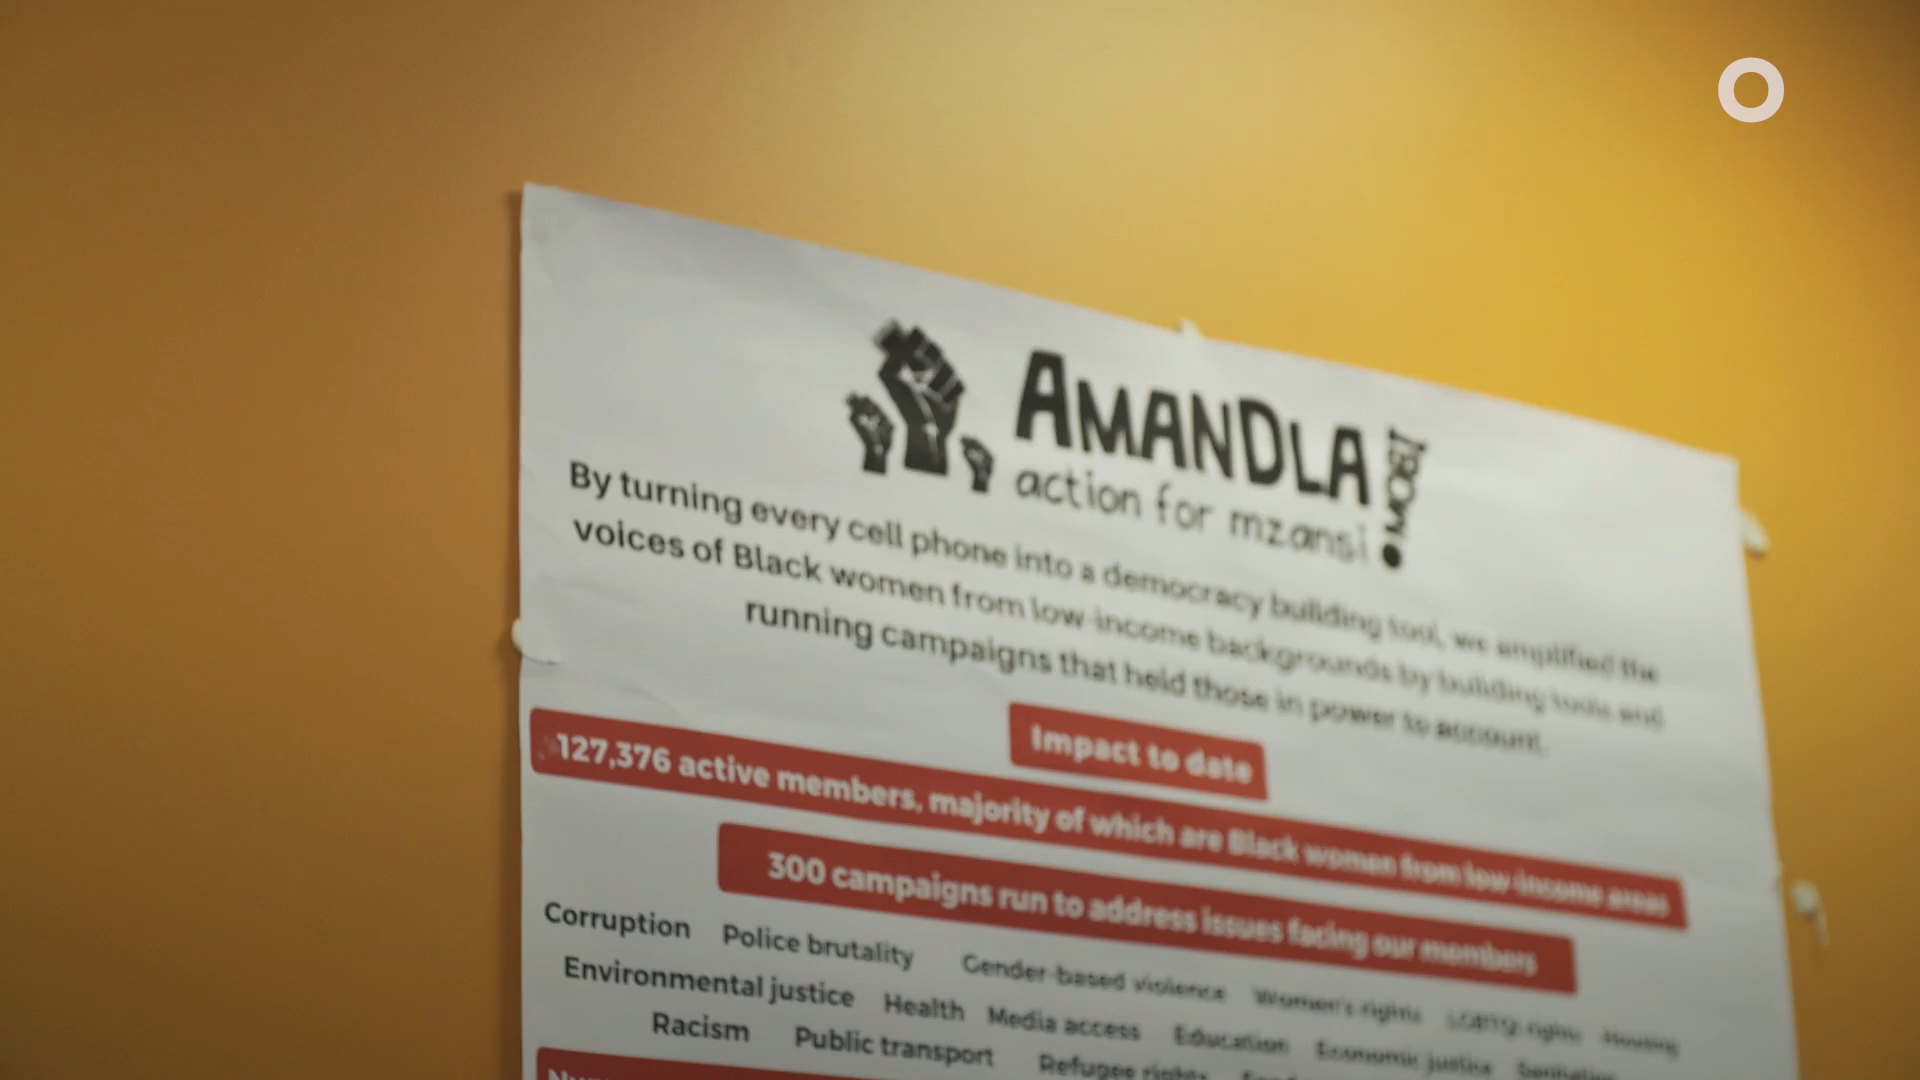 AMANDLA.MOBI
action for mzansi
By turning every cell phone into a democracy building tool, we amplified the
voices of Black women from low-income backgrounds by building tools and
running campaigns that held those in power to account.
Impact to date
127,376 active members, majority of which are Black women from low-income areas
300 campaigns run to address issues facing our members
Corruption Police brutality Gender-based violence Women's rights LGBTQI rights Housing
Environmental justice Health Media access Education Economic justice Sanitation
Racism Public transport Refugee rights